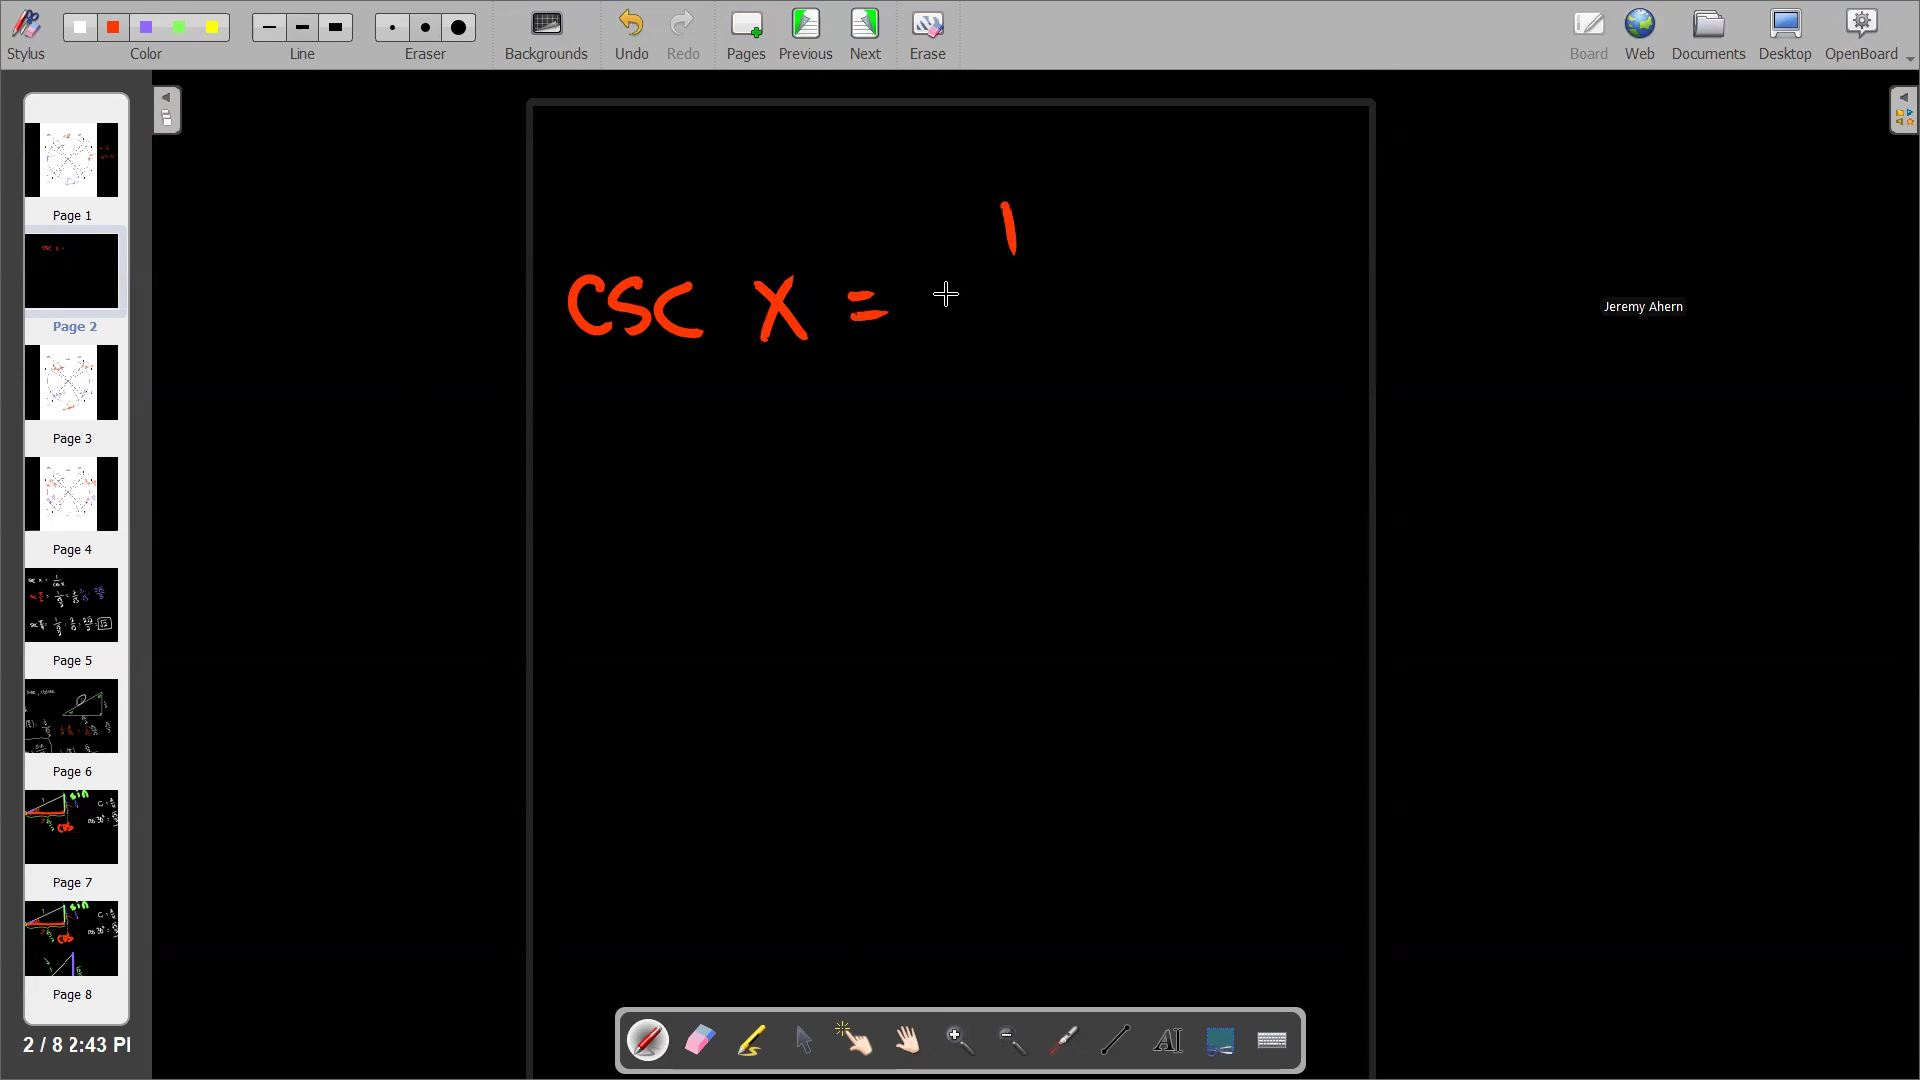 Stylus
Color
Line
Eraser
Backgrounds
Undo
Redo
Pages
Previous
Next
Erase
Board
Web
Documents
Desktop
OpenBoard
Page 1
Page 2
Page 3
Page 4
Page 5
Page 6
Page 7
Page 8
2 / 8 2:43 P
1
csc x =
Jeremy Ahern